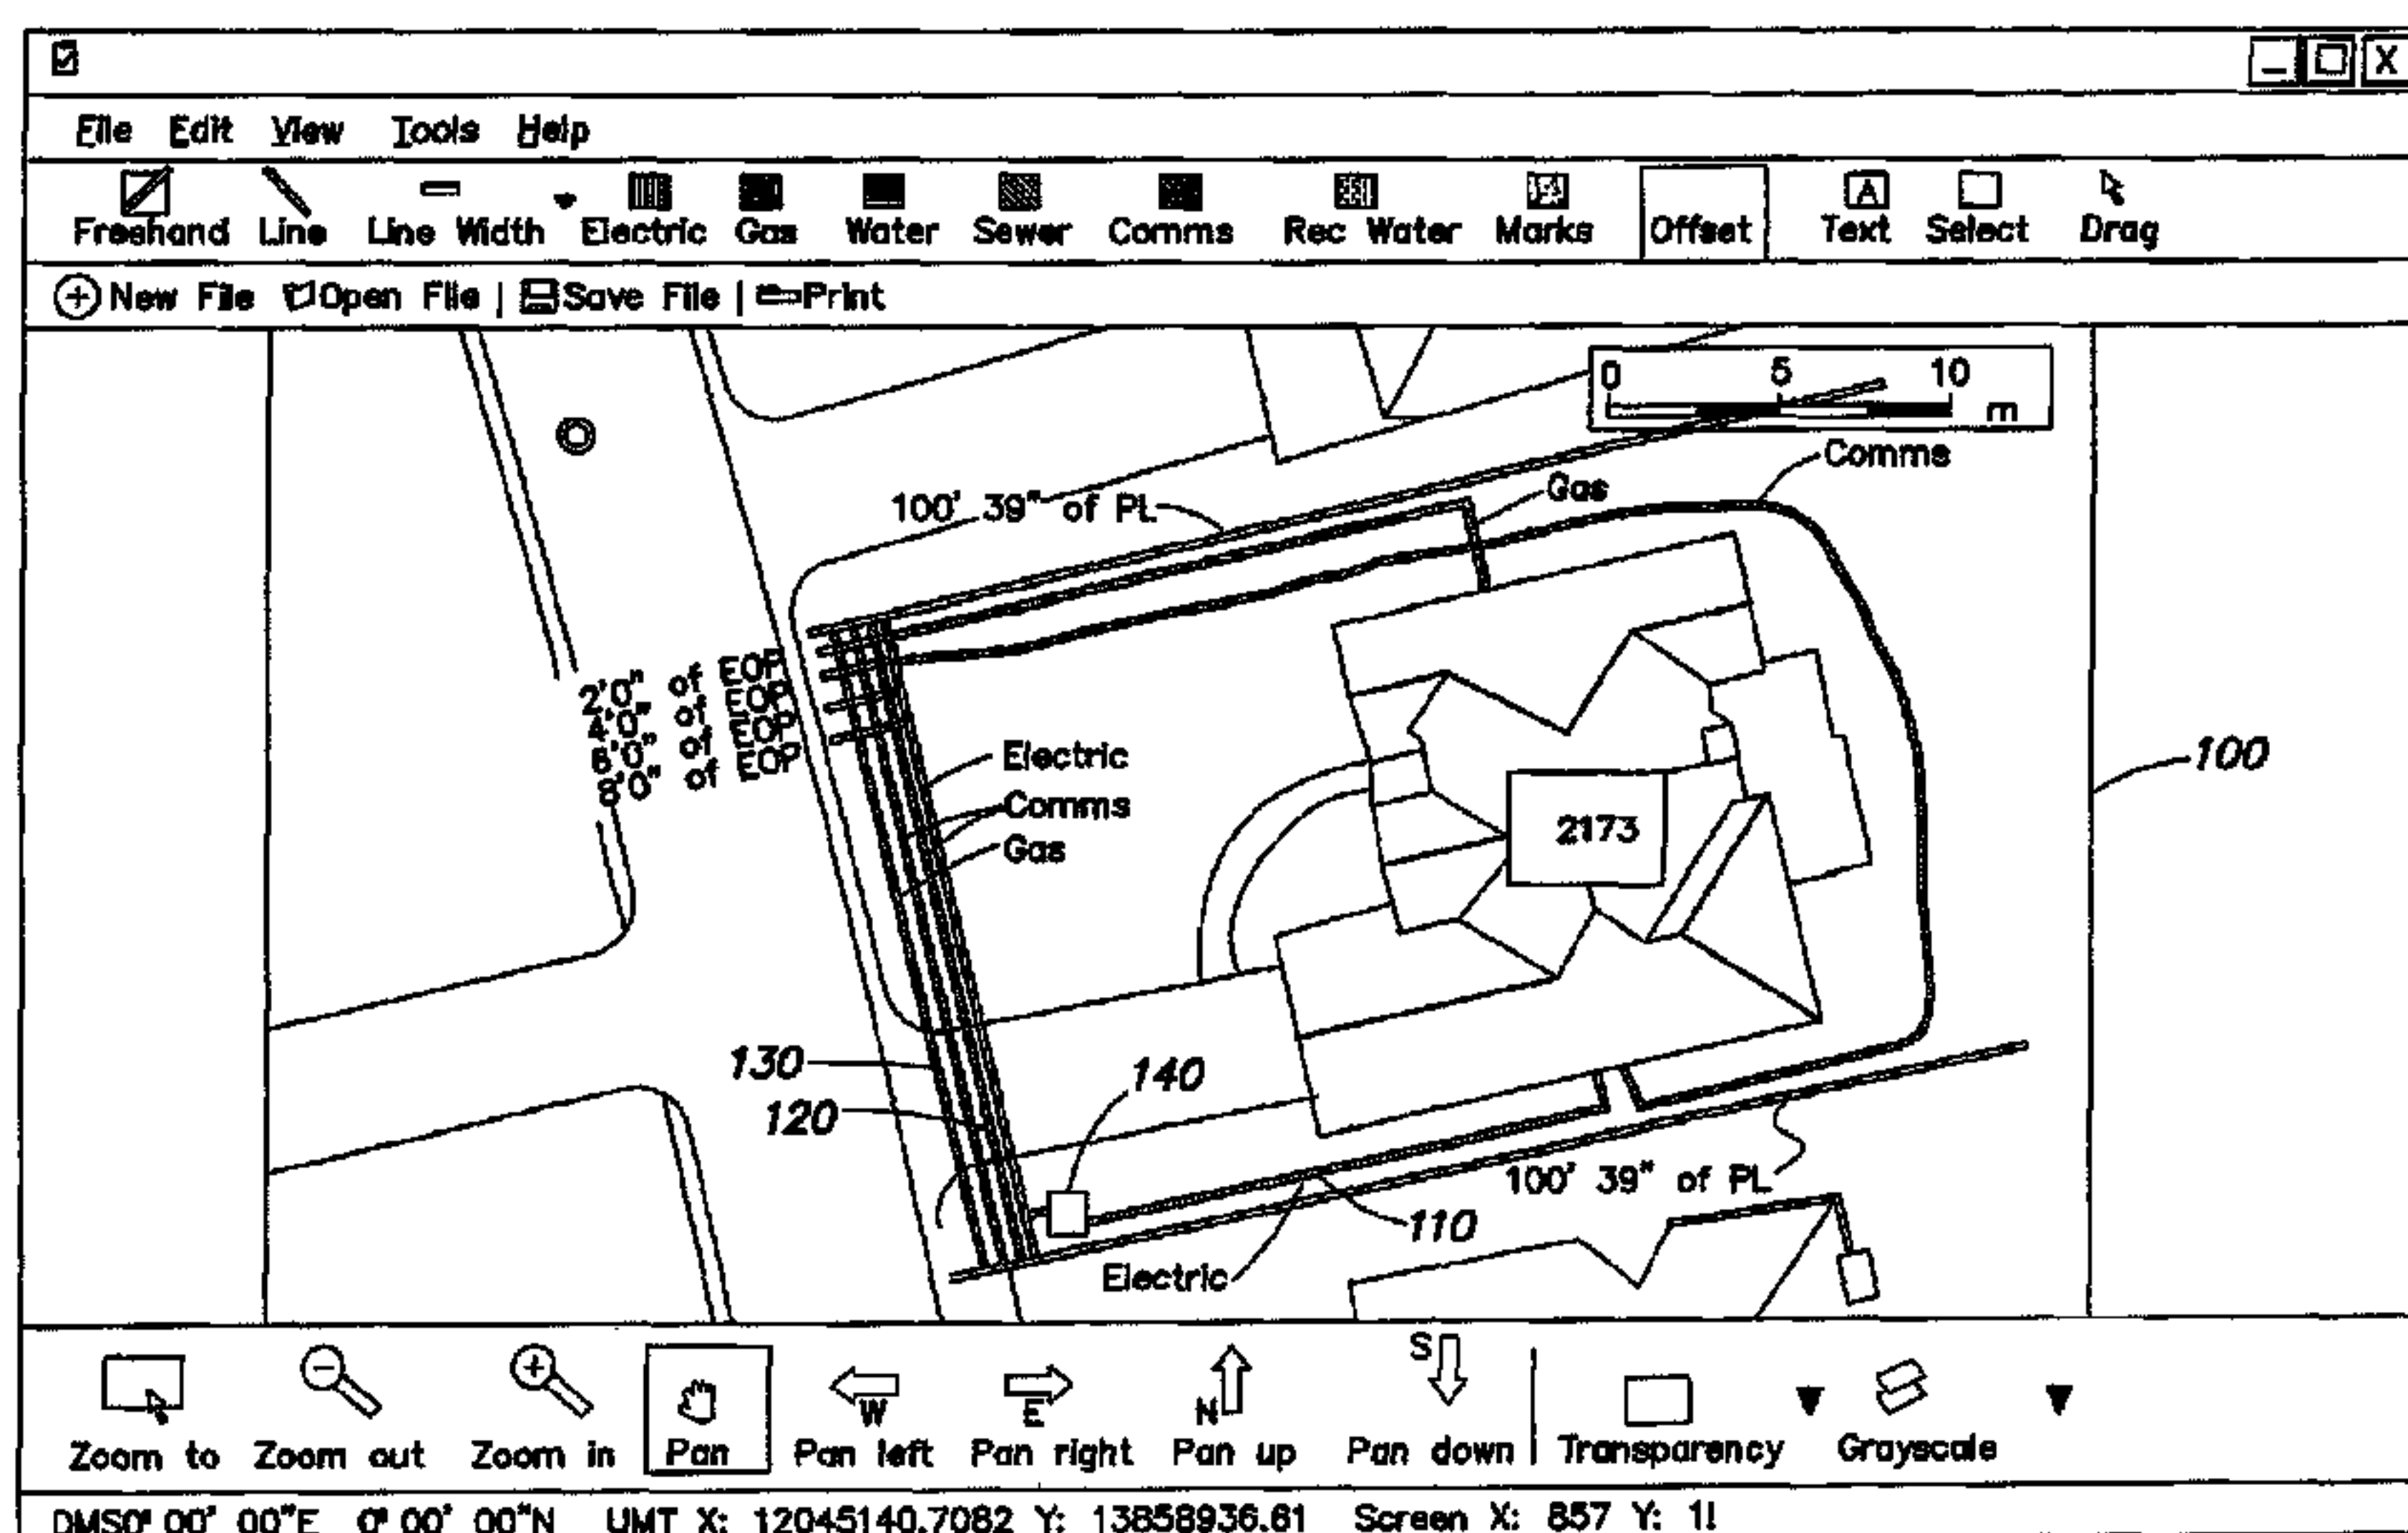 X
File Edit View Tools Help
Freehand Line Line Width Electric Gas Water Sewer Comms Rec Water Marks Offset A Text Select Drag
New File Open File | Save File | Print
0 5 10
m
Comms
Gas
100' 39" of PL
2'0" of EOP
4'0" of EOP
6'0" of EOP
8'0" of EOP
Electric
Comms
Gas
2173
100
130
120
140
100' 39" of PL
110
Electric
W E N S
Zoom to Zoom out Zoom in Pan Pan left Pan right Pan up Pan down Transparency Grayscale
DMS0° 00' 00"E 0° 00' 00"N UMT X: 12045140.7082 Y: 13858936.61 Screen X: 857 Y: